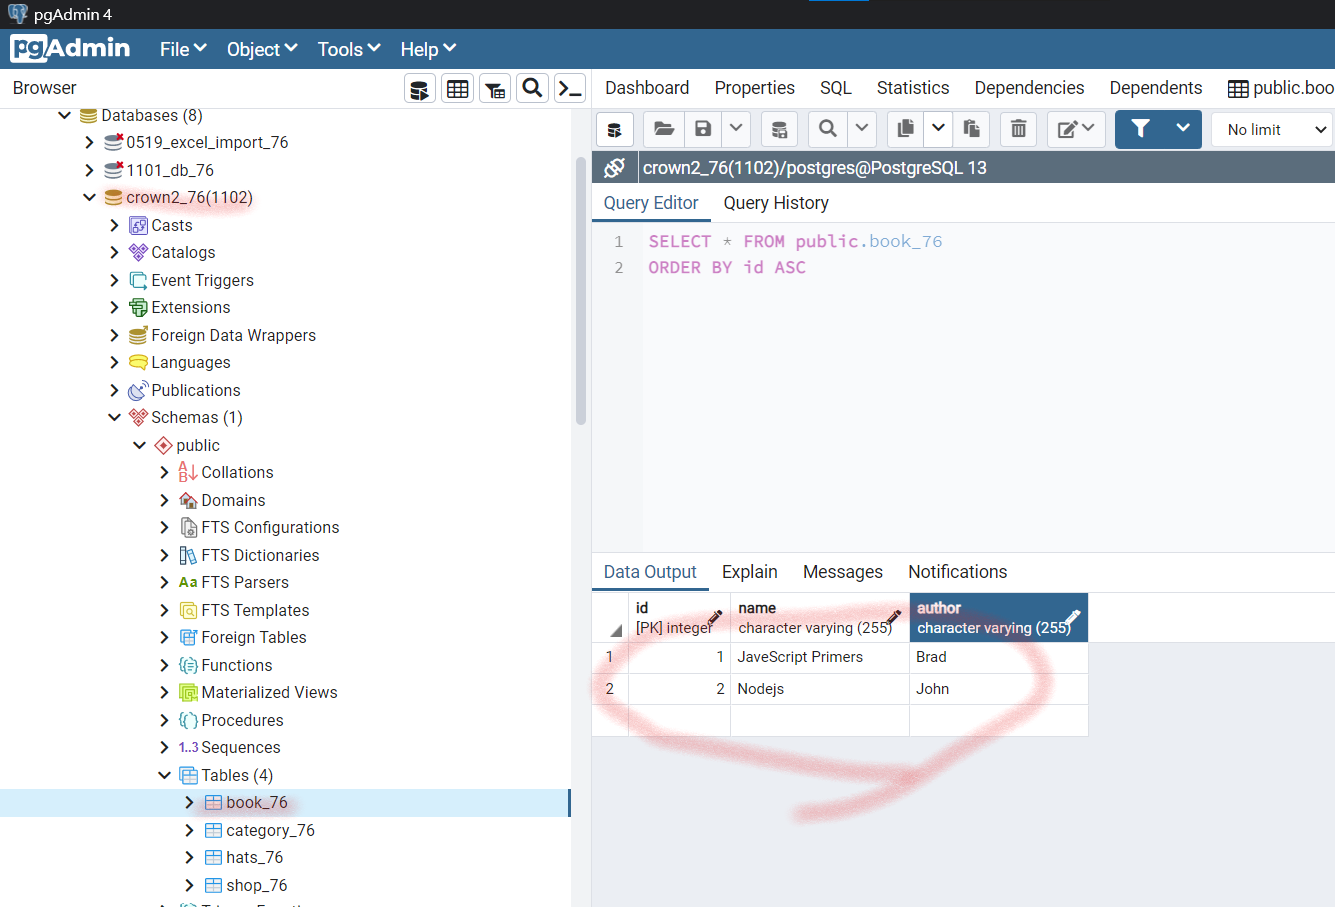 pgAdmin 4
pgAdmin File Object Tools Help
Browser
Dashboard Properties SQL Statistics Dependencies Dependents public.boo
Databases (8)
0519_excel_import_76
1101_db_76
crown2_76(1102)
Casts
Catalogs
Event Triggers
Extensions
Foreign Data Wrappers
Languages
Publications
Schemas (1)
public
Collations
Domains
FTS Configurations
FTS Dictionaries
Aa FTS Parsers
FTS Templates
Foreign Tables
Functions
Materialized Views
Procedures
1..3 Sequences
Tables (4)
book_76
category_76
hats_76
shop_76
No limit
crown2_76(1102)/postgres@PostgreSQL 13
Query Editor Query History
1 SELECT * FROM public.book_76
2 ORDER BY id ASC
Data Output Explain Messages Notifications
id name author
[PK] integer character varying (255) character varying (255)
1 1 JaveScript Primers Brad
2 2 Nodejs John